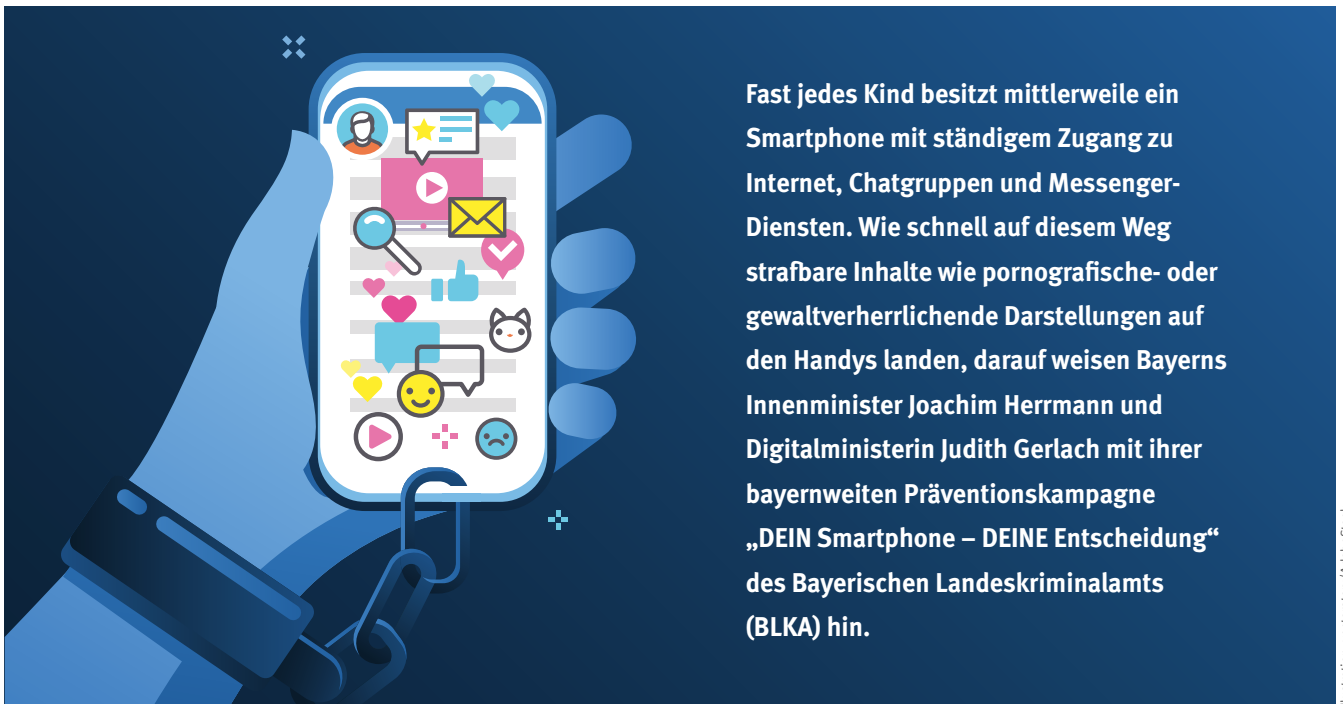 Fast jedes Kind besitzt mittlerweile ein
Smartphone mit ständigem Zugang zu
Internet, Chatgruppen und Messenger-
Diensten. Wie schnell auf diesem Weg
strafbare Inhalte wie pornografische- oder
gewaltverherrlichende Darstellungen auf
den Handys landen, darauf weisen Bayerns
Innenminister Joachim Herrmann und
Digitalministerin Judith Gerlach mit ihrer
bayernweiten Präventionskampagne
„DEIN Smartphone – DEINE Entscheidung“
des Bayerischen Landeskriminalamts
(BLKA) hin.